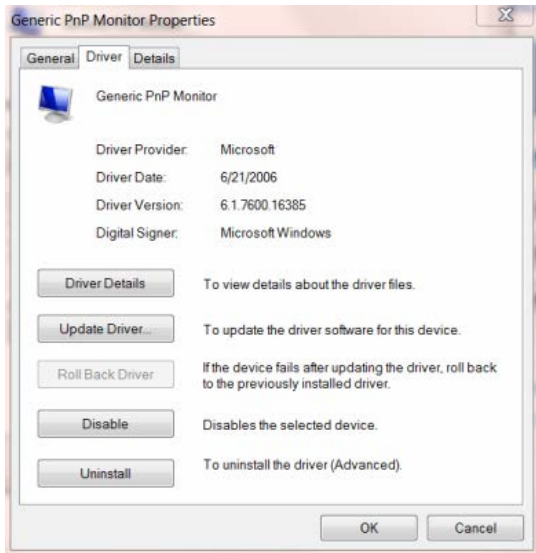 Generic PnP Monitor Properties
General Driver Details
Generic PnP Monitor
Driver Provider: Microsoft
Driver Date: 6/21/2006
Driver Version: 6.1.7600.16385
Digital Signer: Microsoft Windows
Driver Details To view details about the driver files.
Update Driver... To update the driver software for this device.
Roll Back Driver If the device fails after updating the driver, roll back
to the previously installed driver.
Disable Disables the selected device.
Uninstall To uninstall the driver (Advanced).
OK Cancel